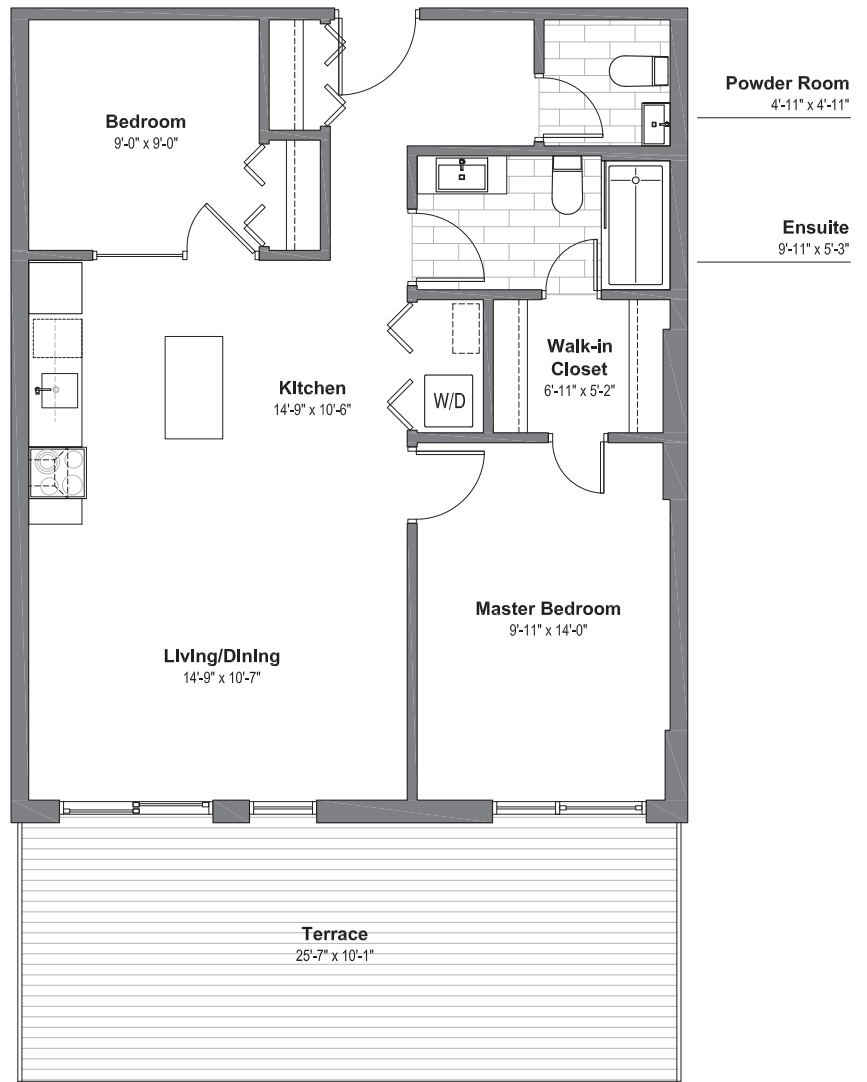 Bedroom
9'-0" x 9'-0"
Powder Room
4'-11" x 4'-11"
Ensuite
9'-11" x 5'-3"
Walk-in
Closet
6'-11" x 5'-2"
Kitchen
14'-9" x 10'-6"
W/D
Master Bedroom
9'-11" x 14'-0"
Living/Dining
14'-9" x 10'-7"
Terrace
25'-7" x 10'-1"